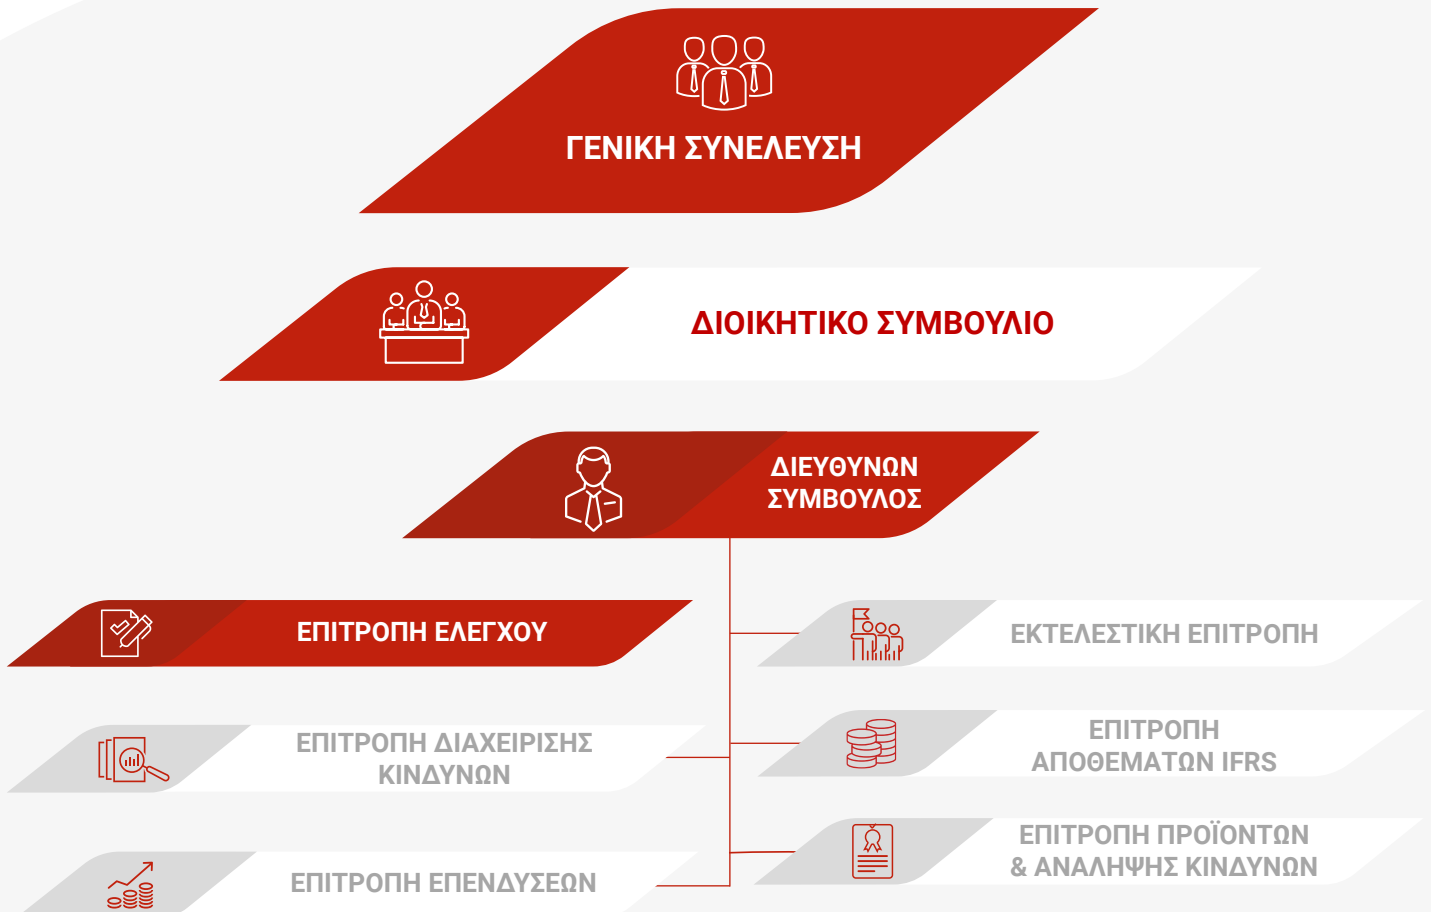 ΓΕΝΙΚΗ ΣΥΝΕΛΕΥΣΗ
ΔΙΟΙΚΗΤΙΚΟ ΣΥΜΒΟΥΛΙΟ
ΔΙΕΥΘΥΝΩΝ
ΣΥΜΒΟΥΛΟΣ
ΕΠΙΤΡΟΠΗ ΕΛΕΓΧΟΥ
ΕΚΤΕΛΕΣΤΙΚΗ ΕΠΙΤΡΟΠΗ
ΕΠΙΤΡΟΠΗ ΔΙΑΧΕΙΡΙΣΗΣ
ΚΙΝΔΥΝΩΝ
ΕΠΙΤΡΟΠΗ
ΑΠΟΘΕΜΑΤΩΝ IFRS
ΕΠΙΤΡΟΠΗ ΕΠΕΝΔΥΣΕΩΝ
ΕΠΙΤΡΟΠΗ ΠΡΟΪΟΝΤΩΝ
& ΑΝΑΛΗΨΗΣ ΚΙΝΔΥΝΩΝ